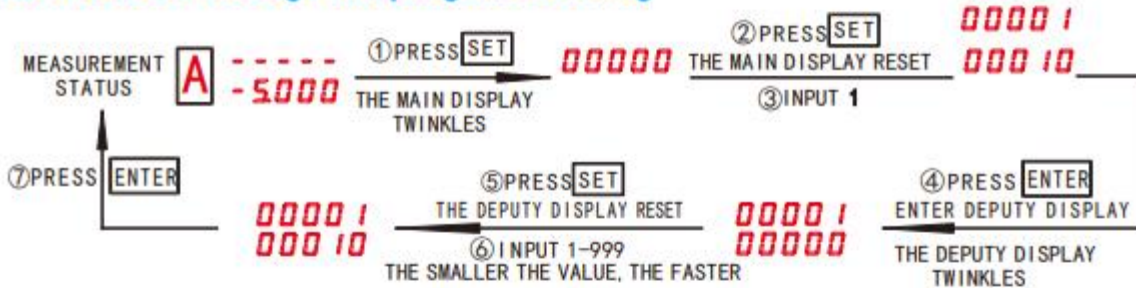 MEASUREMENT
STATUS
A
-----
-5.000
①PRESS SET
THE MAIN DISPLAY
TWINKLES
00000
②PRESS SET
THE MAIN DISPLAY RESET
③INPUT 1
00001
00010
④PRESS ENTER
ENTER DEPUTY DISPLAY
THE DEPUTY DISPLAY
TWINKLES
00001
00000
⑤PRESS SET
THE DEPUTY DISPLAY RESET
⑥INPUT 1-999
THE SMALLER THE VALUE, THE FASTER
00001
00010
⑦PRESS ENTER